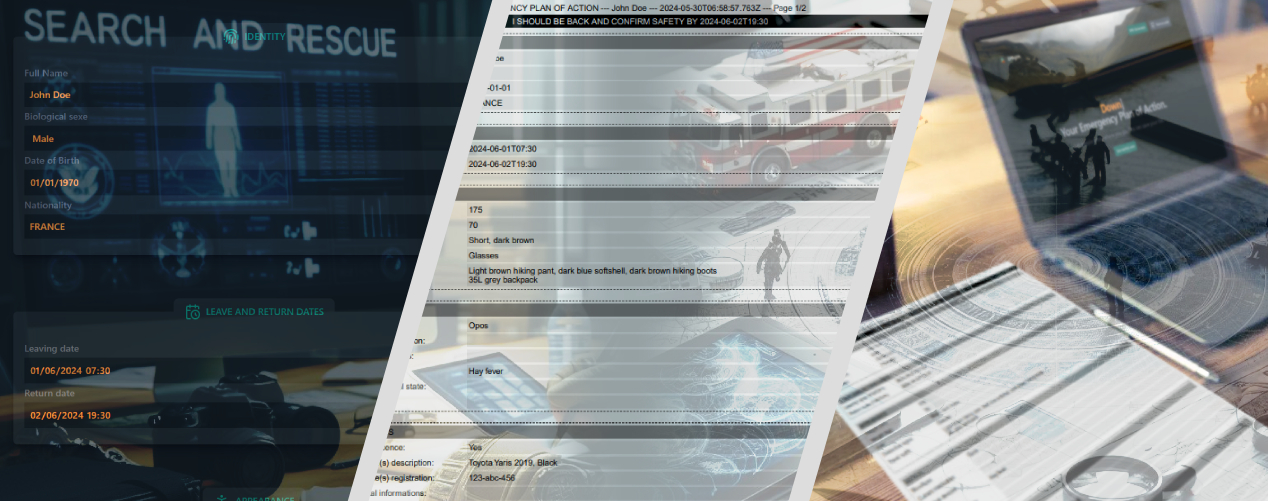 SEARCH AND RESCUE
IDENTITY
Full Name
John Doe
Biological sexe
Male
Date of Birth
01/01/1970
Nationality
FRANCE
LEAVE AND RETURN DATES
Leaving date
01/06/2024 07:30
Return date
02/06/2024 19:30
APPEARANCE
NCY PLAN OF ACTION --- John Doe --- 2024-05-30T06:58:57.763Z --- Page 1/2
I SHOULD BE BACK AND CONFIRM SAFETY BY 2024-06-02T19:30
oe
-01-01
ANCE
2024-06-01T07:30
2024-06-02T19:30
175
70
Short, dark brown
Glasses
Light brown hiking pant, dark blue softshell, dark brown hiking boots
35L grey backpack
Opos
on:
Hay fever
l state:
S
ence: Yes
(s) description: Toyota Yaris 2019, Black
e(s) registration: 123-abc-456
al informations:
Down
Your Emergency Plan of Action.